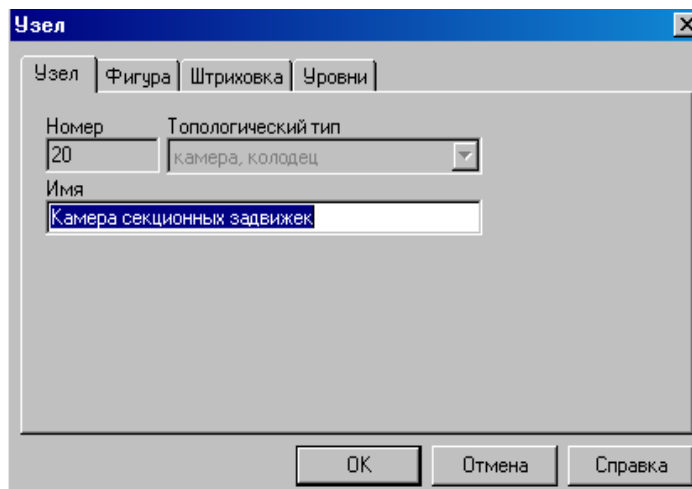 Узел
Узел Фигура Штриховка Уровни
Номер Топологический тип
20 камера, колодец
Имя
Камера секционных задвижек
OK Отмена Справка